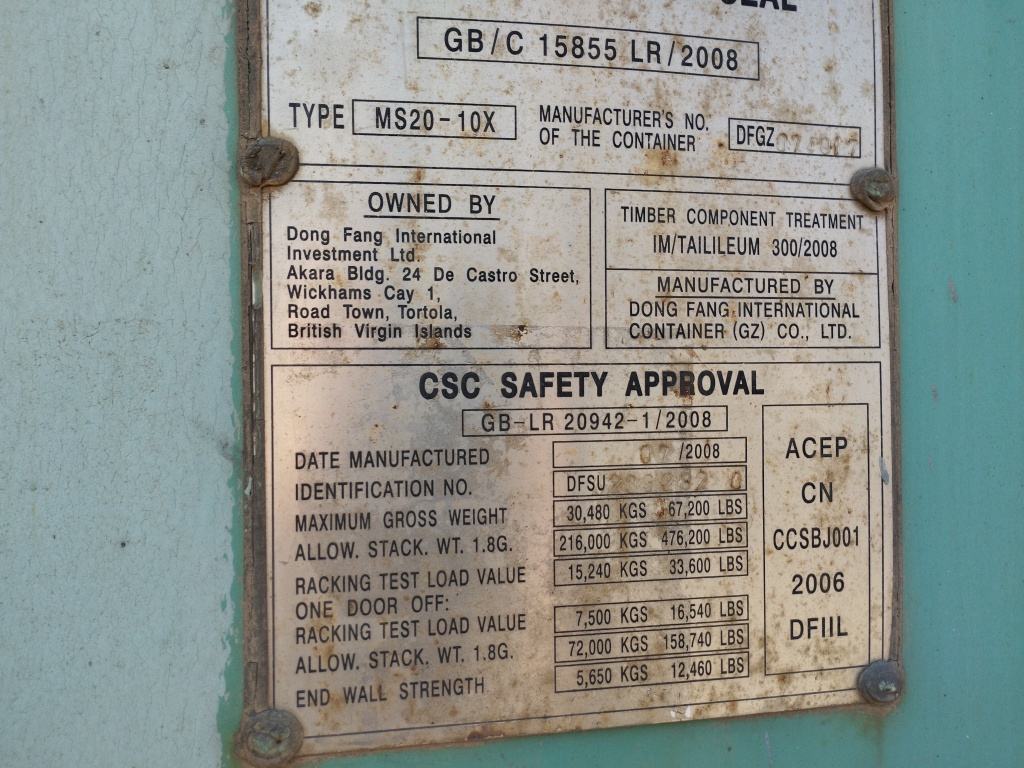 GB/C 15855 LR/2008
TYPE MS20-10X
MANUFACTURER'S NO.
OF THE CONTAINER DFGZ
OWNED BY
Dong Fang International
Investment Ltd.
Akara Bldg. 24 De Castro Street,
Wickhams Cay 1,
Road Town, Tortola,
British Virgin Islands
TIMBER COMPONENT TREATMENT
IM/TAILILEUM 300/2008
MANUFACTURED BY
DONG FANG INTERNATIONAL
CONTAINER (GZ) CO., LTD.
CSC SAFETY APPROVAL
GB-LR 20942-1/2008
DATE MANUFACTURED 07/2008
IDENTIFICATION NO. DFSU
MAXIMUM GROSS WEIGHT 30,480 KGS 67,200 LBS
ALLOW. STACK. WT. 1.8G. 216,000 KGS 476,200 LBS
RACKING TEST LOAD VALUE 15,240 KGS 33,600 LBS
ONE DOOR OFF:
RACKING TEST LOAD VALUE 7,500 KGS 16,540 LBS
ALLOW. STACK. WT. 1.8G. 72,000 KGS 158,740 LBS
END WALL STRENGTH 5,650 KGS 12,460 LBS
ACEP
CN
CCSBJ001
2006
DFIIL